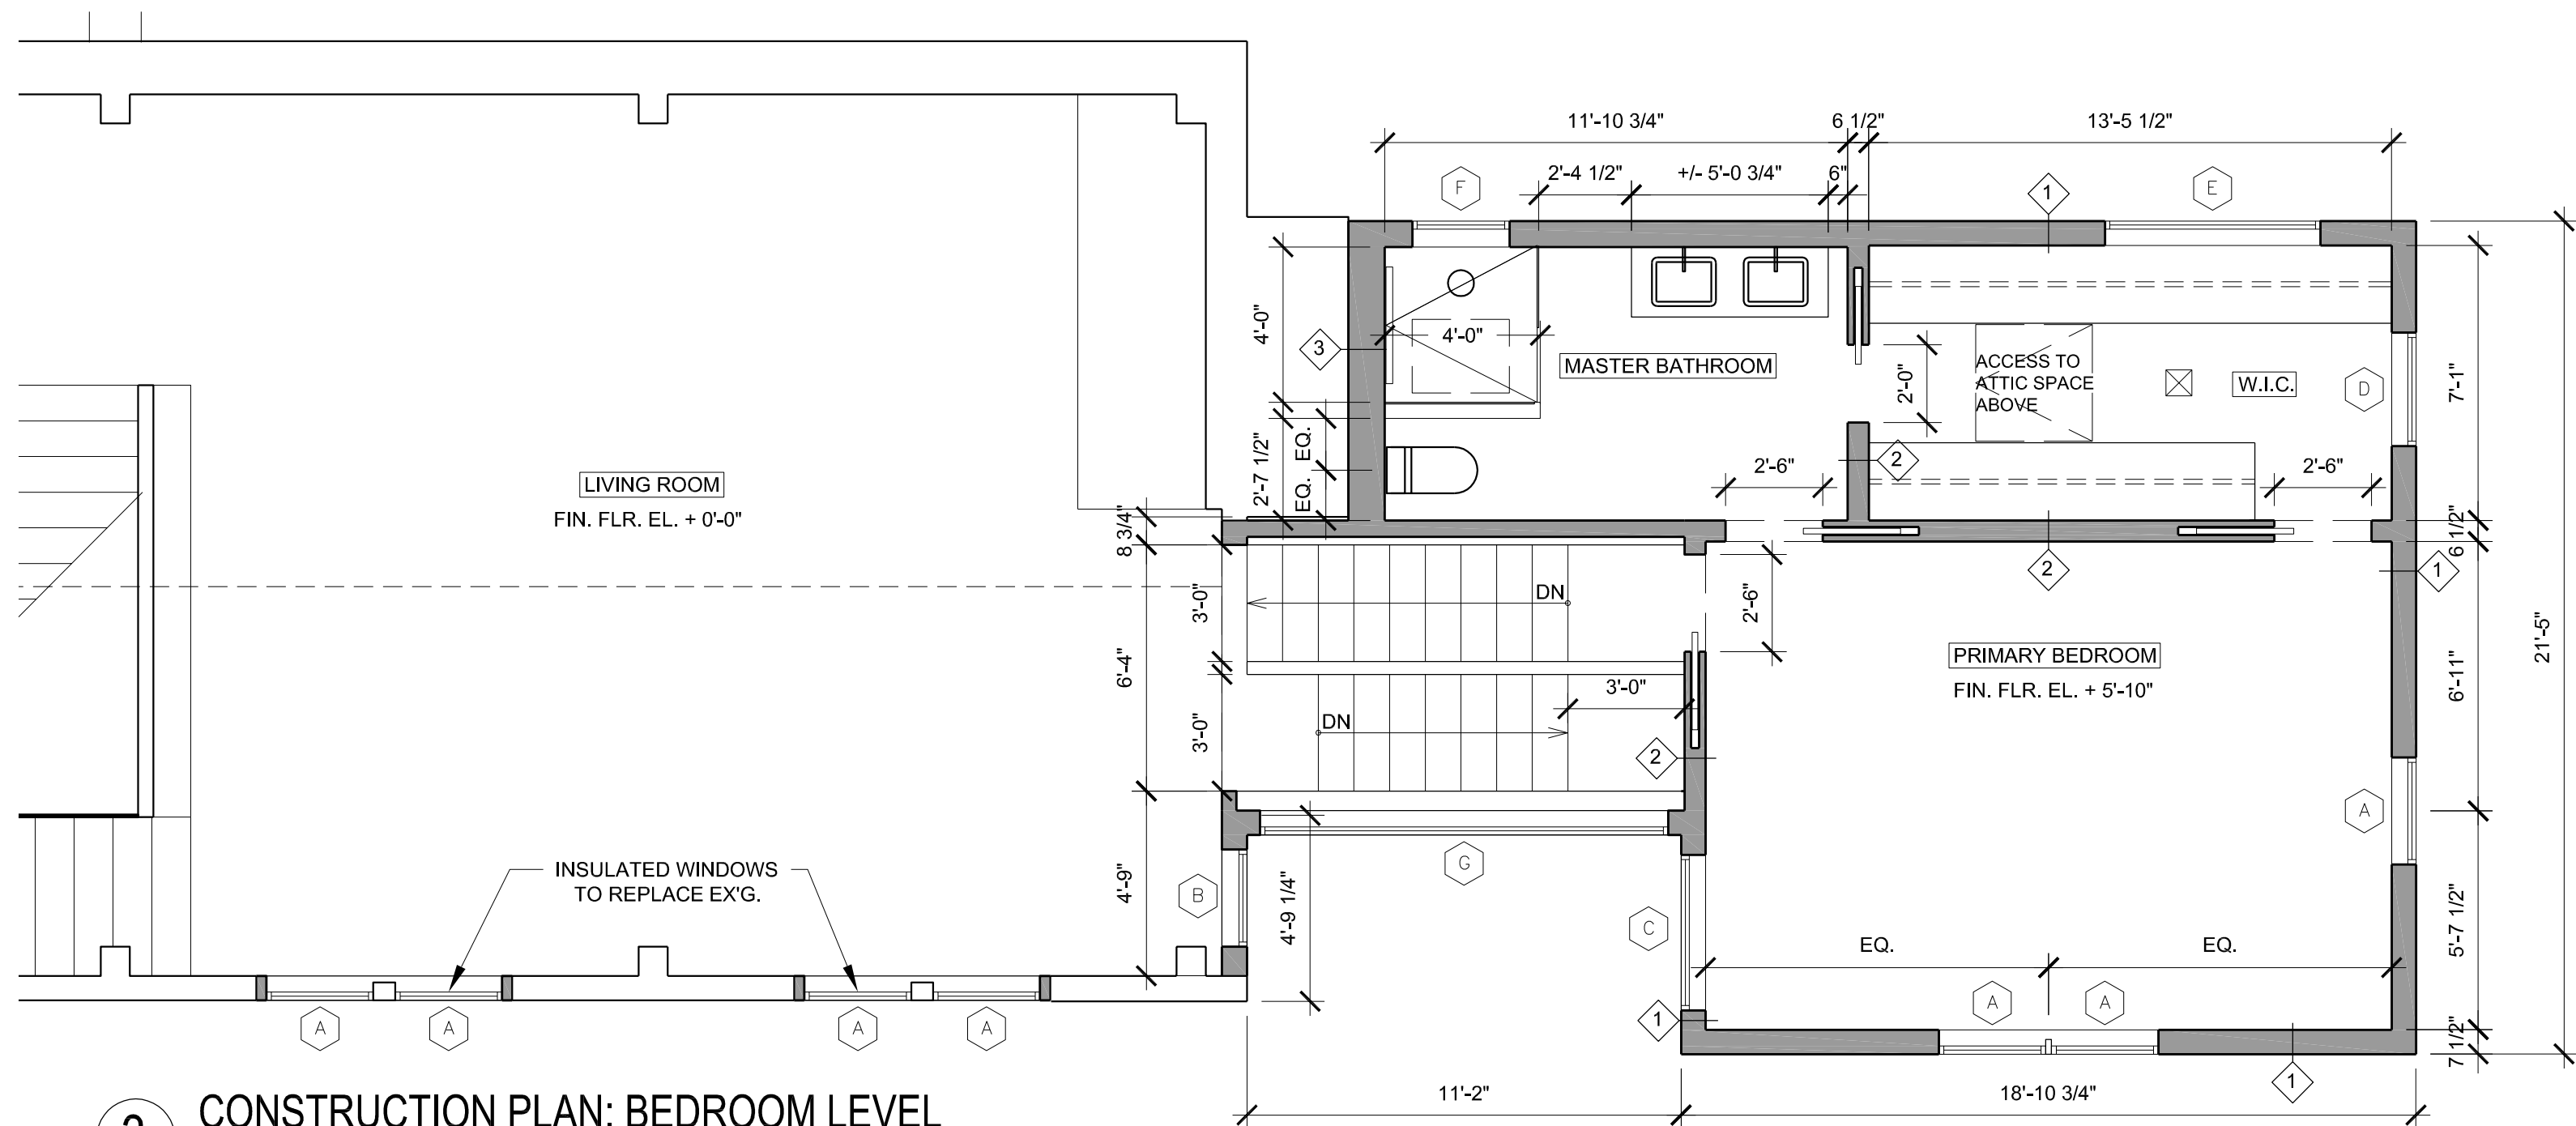 11'-10 3/4"
6 1/2"
13'-5 1/2"
2'-4 1/2"
+/- 5'-0 3/4"
6"
F
1
E
4'-0"
3
4'-0"
MASTER BATHROOM
2'-0"
ACCESS TO
ATTIC SPACE
ABOVE
W.I.C.
D
7'-1"
2'-7 1/2"
EQ.
EQ.
2'-6"
2
2'-6"
LIVING ROOM
FIN. FLR. EL. + 0'-0"
8 3/4"
6 1/2"
2
1
3'-0"
DN
2'-6"
21'-5"
6'-4"
PRIMARY BEDROOM
FIN. FLR. EL. + 5'-10"
6'-11"
3'-0"
3'-0"
DN
2
A
INSULATED WINDOWS
TO REPLACE EX'G.
4'-9"
B
4'-9 1/4"
G
C
EQ.
EQ.
5'-7 1/2"
A
A
A
A
A
A
1
7 1/2"
1
11'-2"
18'-10 3/4"
CONSTRUCTION PLAN: BEDROOM LEVEL